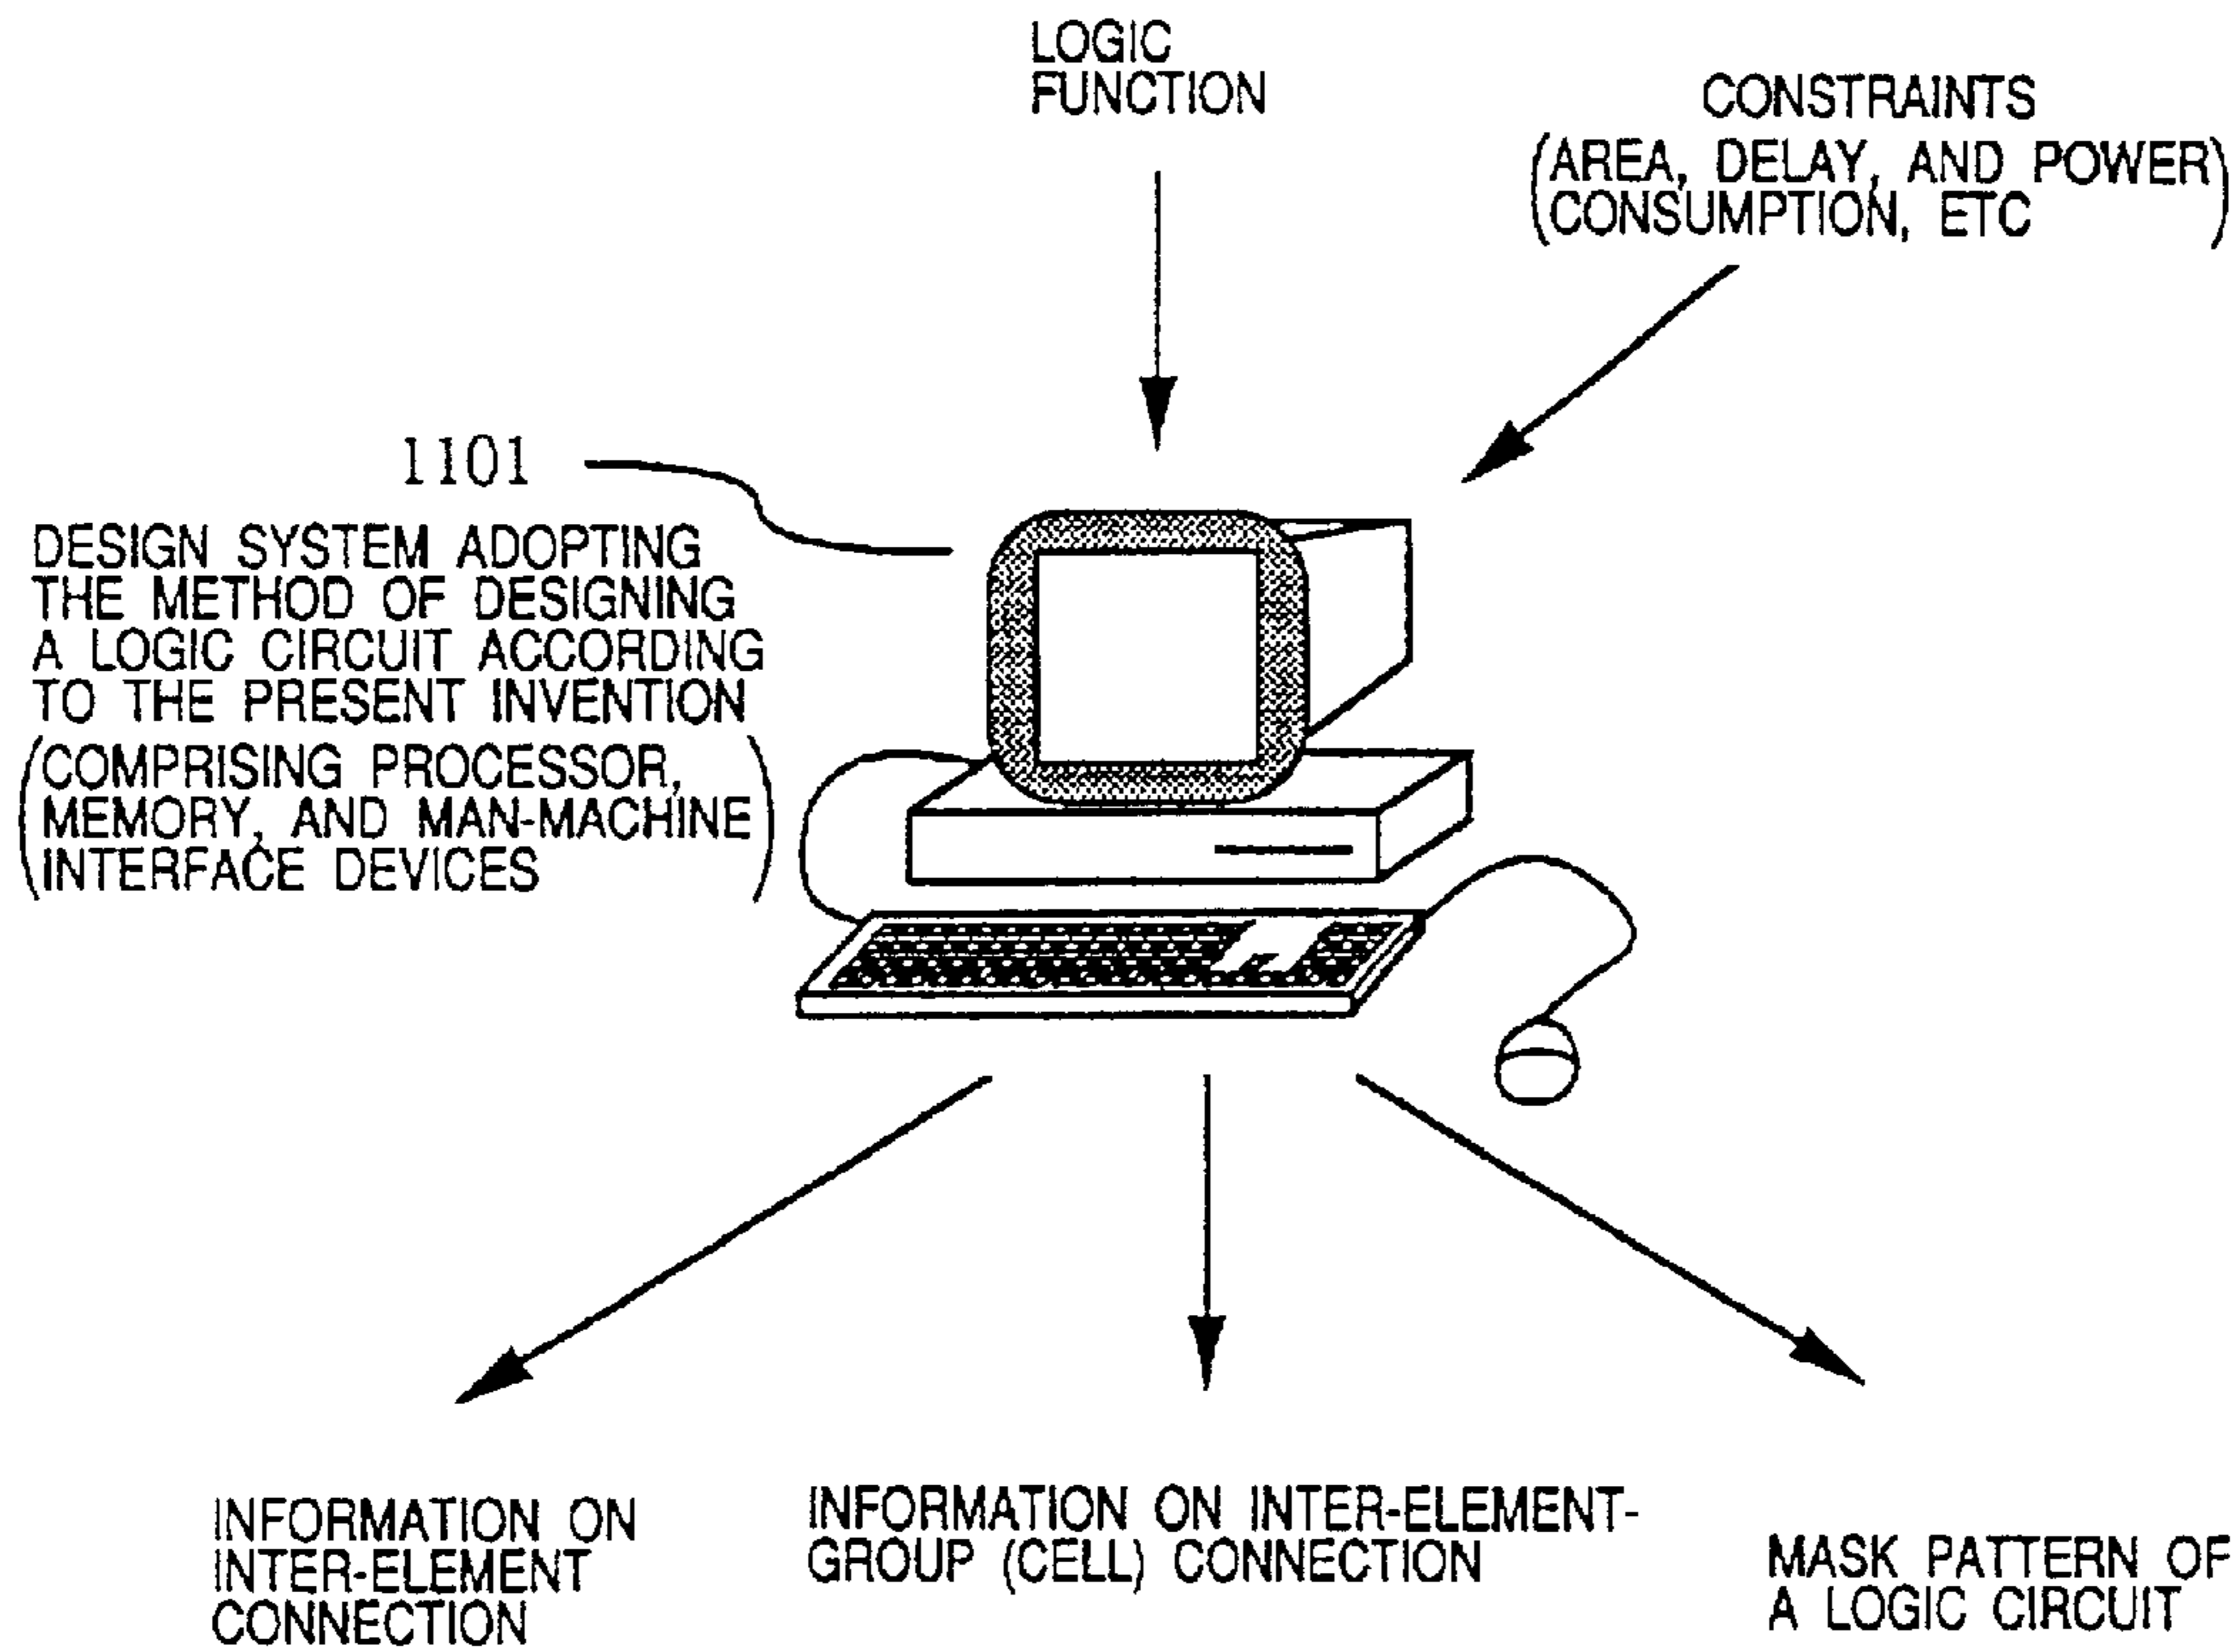 LOGIC
FUNCTION
CONSTRAINTS
(AREA, DELAY, AND POWER
CONSUMPTION, ETC)
1101
DESIGN SYSTEM ADOPTING
THE METHOD OF DESIGNING
A LOGIC CIRCUIT ACCORDING
TO THE PRESENT INVENTION
(COMPRISING PROCESSOR,
MEMORY, AND MAN-MACHINE
INTERFACE DEVICES)
INFORMATION ON
INTER-ELEMENT
CONNECTION
INFORMATION ON INTER-ELEMENT-
GROUP (CELL) CONNECTION
MASK PATTERN OF
A LOGIC CIRCUIT